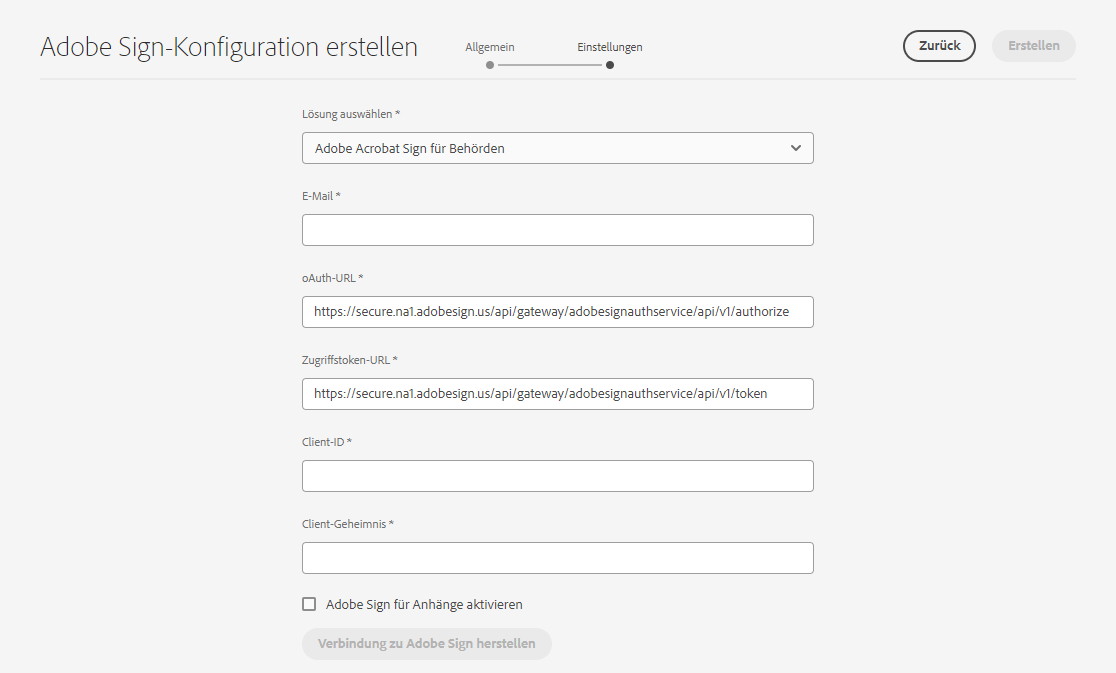 Adobe Sign-Konfiguration erstellen
Allgemein
Einstellungen
Zurück
Erstellen
Lösung auswählen *
Adobe Acrobat Sign für Behörden
E-Mail *
oAuth-URL *
https://secure.na1.adobesign.us/api/gateway/adobesignauthservice/api/v1/authorize
Zugriffstoken-URL *
https://secure.na1.adobesign.us/api/gateway/adobesignauthservice/api/v1/token
Client-ID *
Client-Geheimnis *
Adobe Sign für Anhänge aktivieren
Verbindung zu Adobe Sign herstellen